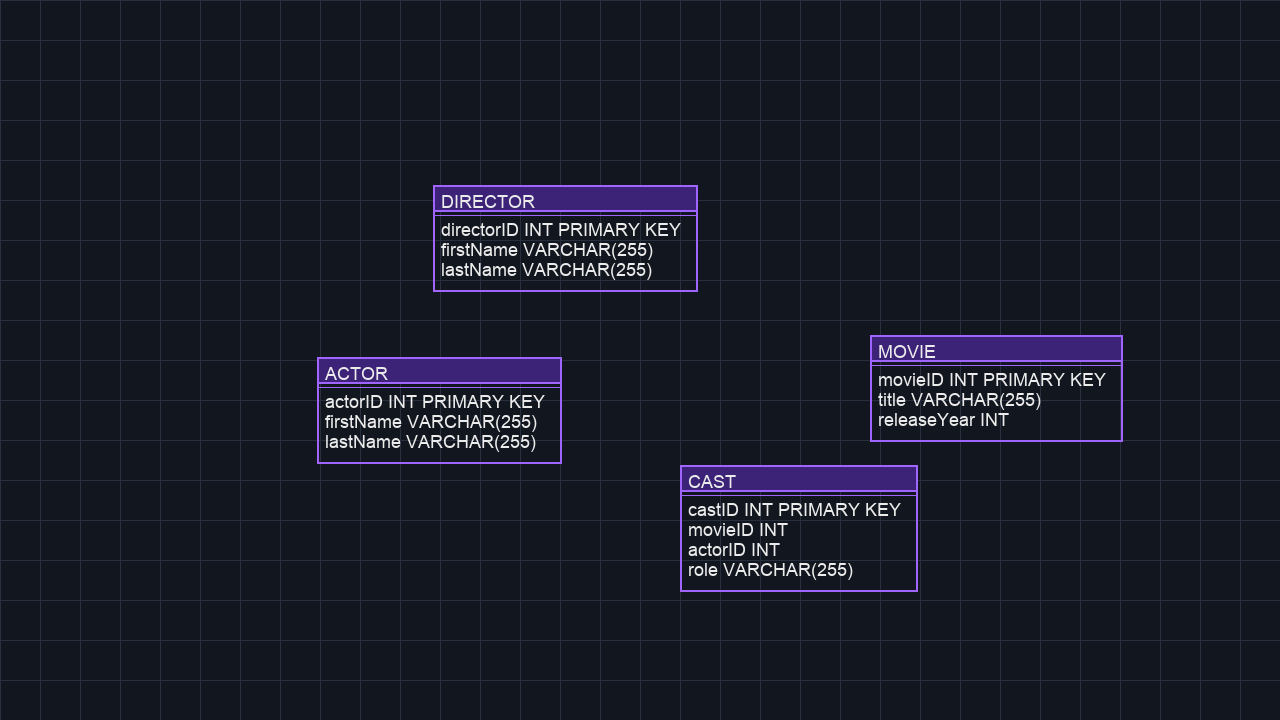 DIRECTOR
directorID INT PRIMARY KEY
firstName VARCHAR(255)
lastName VARCHAR(255)
ACTOR
actorID INT PRIMARY KEY
firstName VARCHAR(255)
lastName VARCHAR(255)
MOVIE
movieID INT PRIMARY KEY
title VARCHAR(255)
releaseYear INT
CAST
castID INT PRIMARY KEY
movieID INT
actorID INT
role VARCHAR(255)